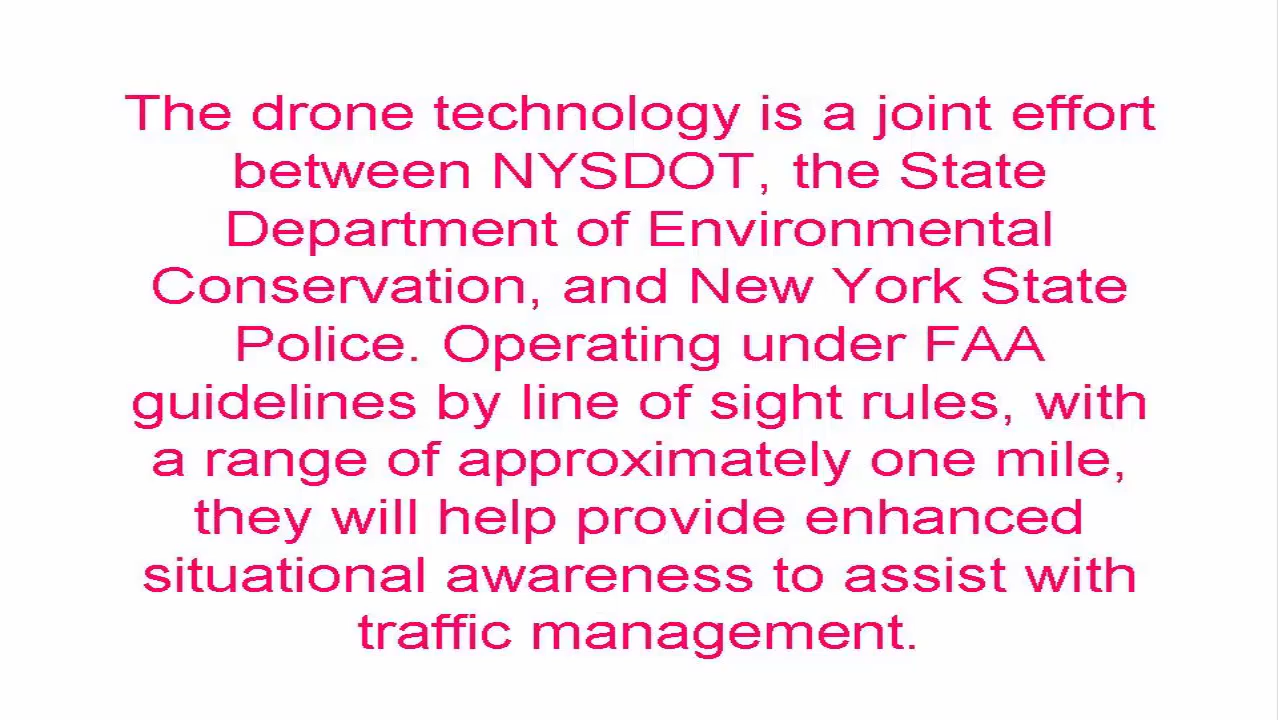 The drone technology is a joint effort
between NYSDOT, the State
Department of Environmental
Conservation, and New York State
Police. Operating under FAA
guidelines by line of sight rules, with
a range of approximately one mile,
they will help provide enhanced
situational awareness to assist with
traffic management.